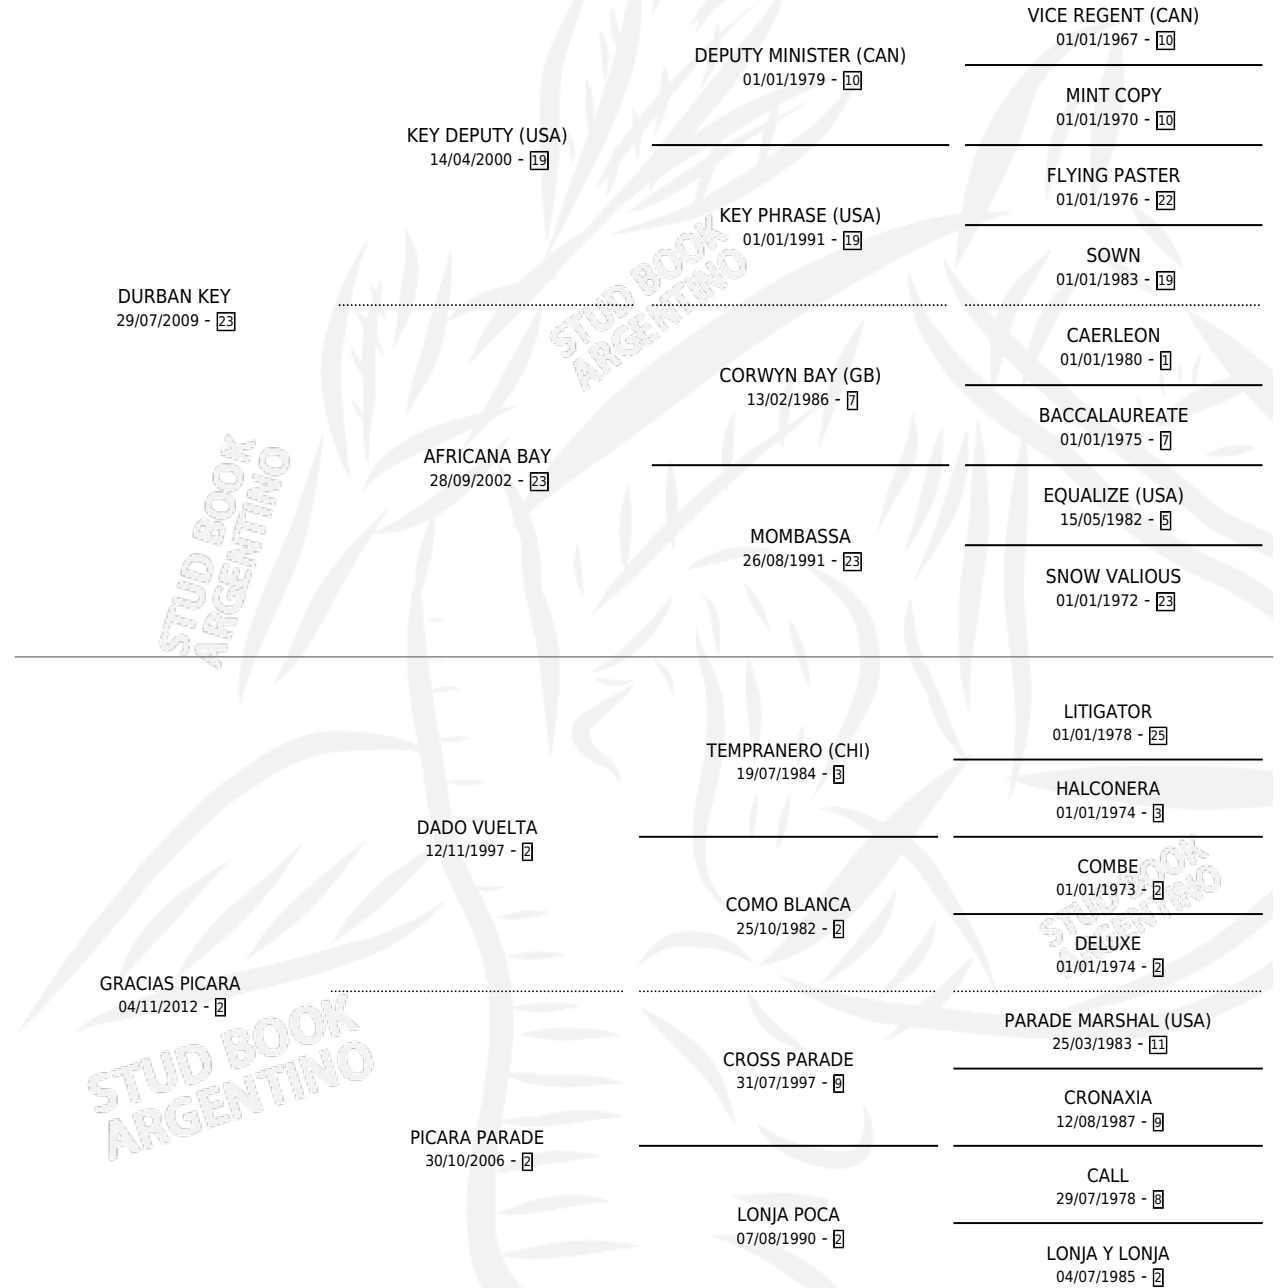 VICE REGENT (CAN)
01/01/1967 - 10
DEPUTY MINISTER (CAN)
01/01/1979 - 10
MINT COPY
01/01/1970 - 10
KEY DEPUTY (USA)
14/04/2000 - 19
FLYING PASTER
01/01/1976 - 22
KEY PHRASE (USA)
01/01/1991 - 19
SOWN
01/01/1983 - 19
DURBAN KEY
29/07/2009 - 23
CAERLEON
01/01/1980 - 1
CORWYN BAY (GB)
13/02/1986 - 7
BACCALAUREATE
01/01/1975 - 7
AFRICANA BAY
28/09/2002 - 23
EQUALIZE (USA)
15/05/1982 - 5
MOMBASSA
26/08/1991 - 23
SNOW VALIOUS
01/01/1972 - 23
LITIGATOR
01/01/1978 - 25
TEMPRANERO (CHI)
19/07/1984 - 3
HALCONERA
01/01/1974 - 3
DADO VUELTA
12/11/1997 - 2
COMBE
01/01/1973 - 2
COMO BLANCA
25/10/1982 - 2
DELUXE
01/01/1974 - 2
GRACIAS PICARA
04/11/2012 - 2
PARADE MARSHAL (USA)
25/03/1983 - 11
CROSS PARADE
31/07/1997 - 9
CRONAXIA
12/08/1987 - 9
PICARA PARADE
30/10/2006 - 2
CALL
29/07/1978 - 8
LONJA POCA
07/08/1990 - 2
LONJA Y LONJA
04/07/1985 - 2
STUD BOOK
ARGENTINO
STUD BOOK
ARGENTINO
STUD BOOK
ARGENTINO
STUD BOOK
ARGENTINO